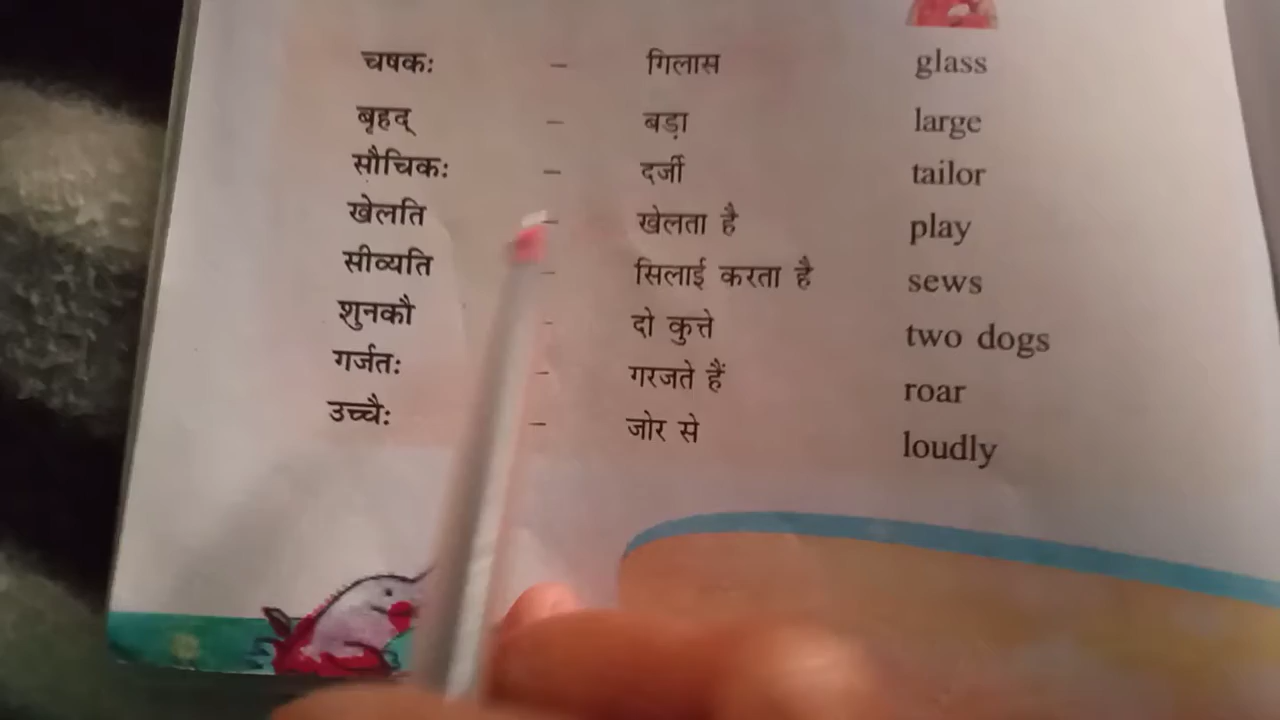 चषकः – गिलास glass
बृहद् – बड़ा large
सौचिकः – दर्जी tailor
खेलति – खेलता है play
सीव्यति – सिलाई करता है sews
शुनकौ – दो कुत्ते two dogs
गर्जतः – गरजते हैं roar
उच्चैः – जोर से loudly